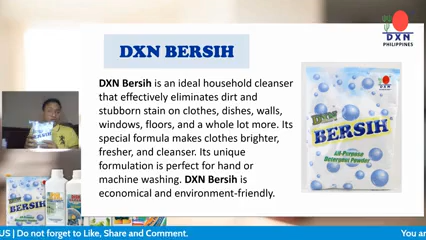 DXN BERSIH
DXN
PHILIPPINES
DXN Bersih is an ideal household cleanser
that effectively eliminates dirt and
stubborn stain on clothes, dishes, walls,
windows, floors, and a whole lot more. Its
special formula makes clothes brighter,
fresher, and cleaner. Its unique
formulation is perfect for hand or
machine washing. DXN Bersih is
economical and environment-friendly.
DXN
BERSIH
All-Purpose
Detergent Powder
BERSIH
US | Do not forget to Like, Share and Comment.
You ar